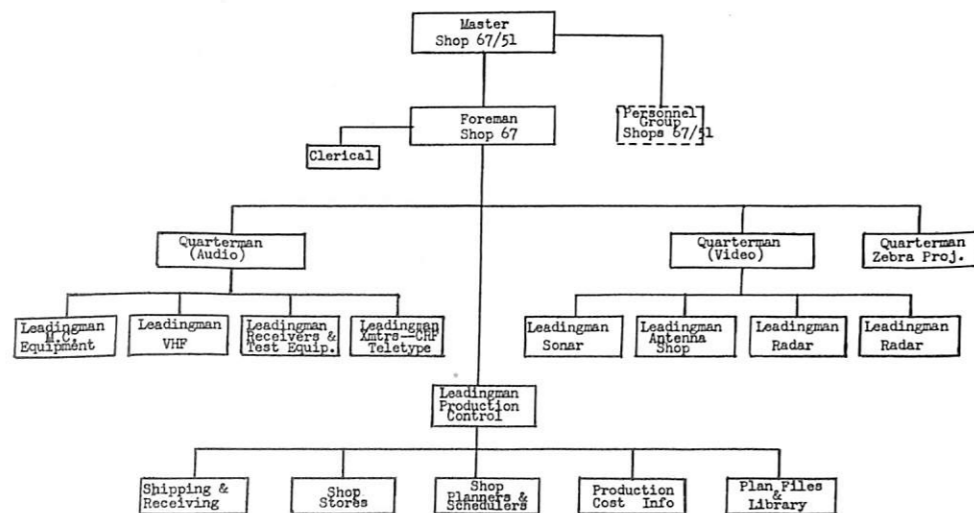 Master
Shop 67/51
Foreman
Shop 67
Personnel
Group
Shops 67/51
Clerical
Quarterman
(Audio)
Quarterman
(Video)
Quarterman
Zebra Proj.
Leadingman
M.C.
Equipment
Leadingman
VHF
Leadingman
Receivers &
Test Equip.
Leadingman
Xmtrs--CHF
Teletype
Leadingman
Sonar
Leadingman
Antenna
Shop
Leadingman
Radar
Leadingman
Radar
Leadingman
Production
Control
Shipping &
Receiving
Shop
Stores
Shop
Planners &
Schedulers
Production
Cost Info
Plan Files
&
Library